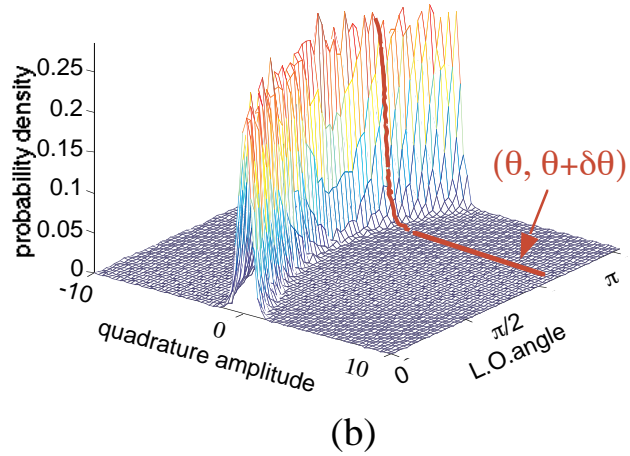 probability density
0.25
0.2
0.15
0.1
0.05
0
-10
0
10
quadrature amplitude
0
π/2
π
L.O.angle
(θ, θ+δθ)
(b)